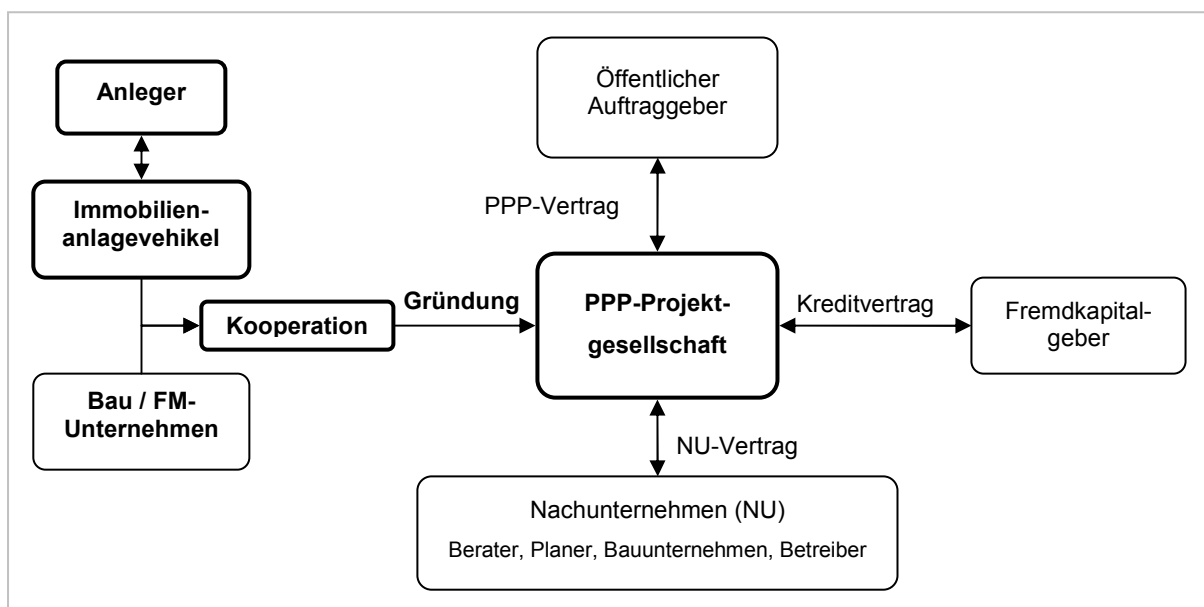 Anleger
Immobilien-
anlagevehikel
Bau / FM-
Unternehmen
Kooperation
Gründung
Öffentlicher
Auftraggeber
PPP-Vertrag
PPP-Projekt-
gesellschaft
Kreditvertrag
Fremdkapital-
geber
NU-Vertrag
Nachunternehmen (NU)
Berater, Planer, Bauunternehmen, Betreiber